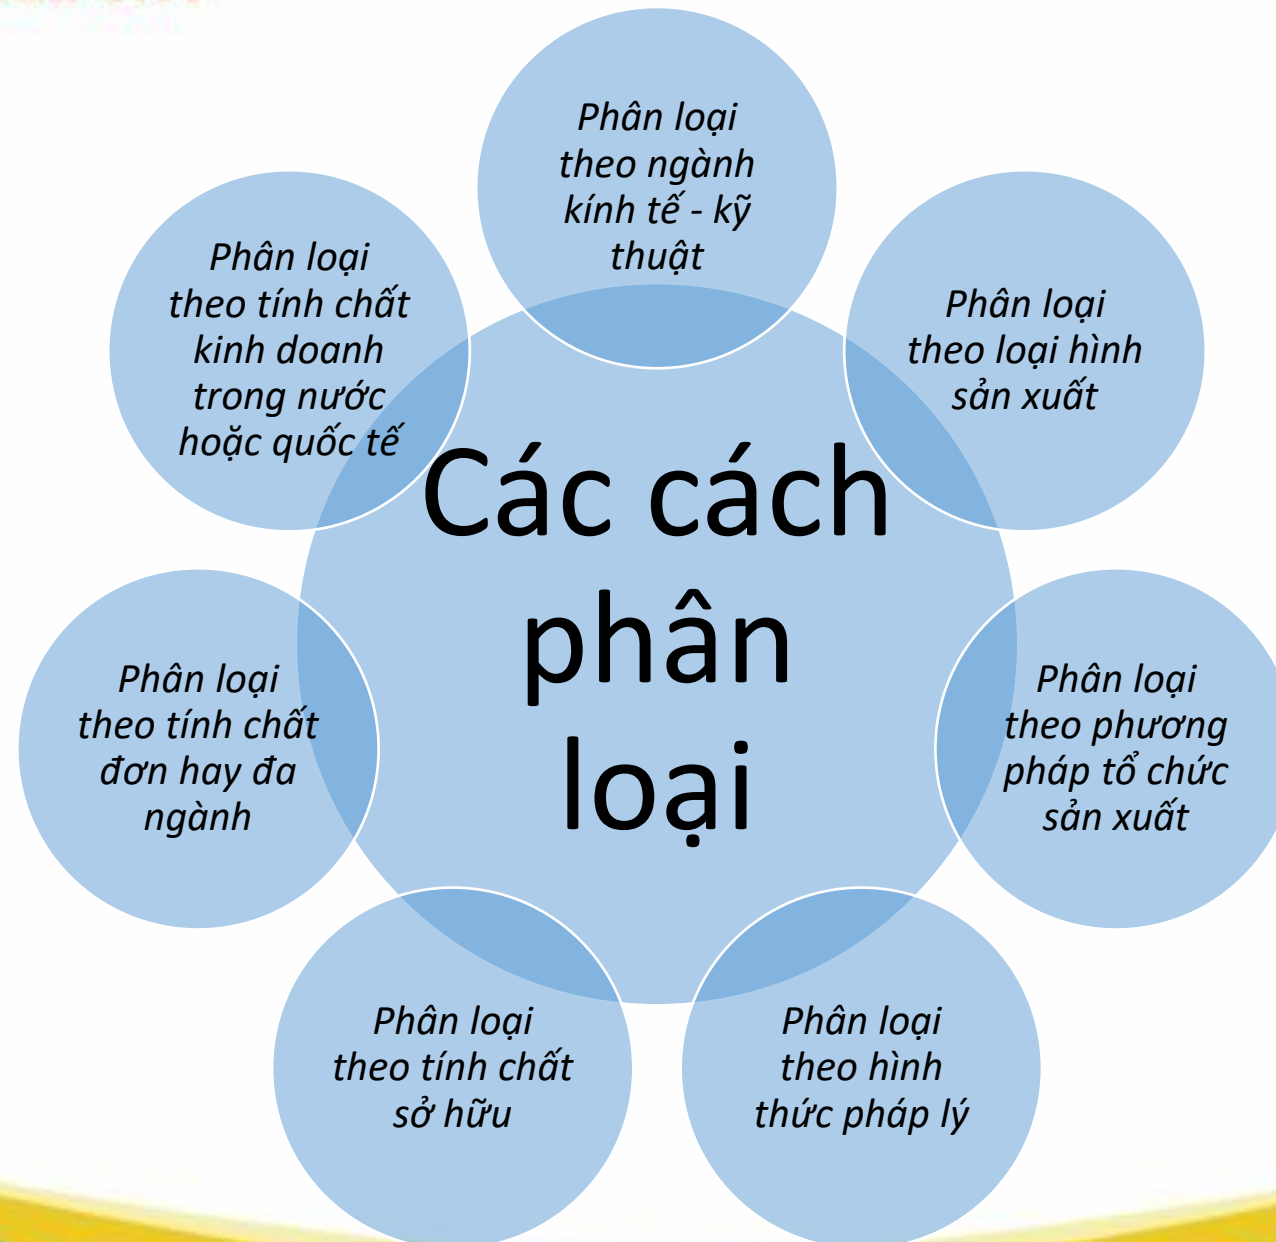 Các cách
phân
loại
Phân loại
theo ngành
kính tế - kỹ
thuật
Phân loại
theo loại hình
sản xuất
Phân loại
theo phương
pháp tổ chức
sản xuất
Phân loại
theo hình
thức pháp lý
Phân loại
theo tính chất
sở hữu
Phân loại
theo tính chất
đơn hay đa
ngành
Phân loại
theo tính chất
kinh doanh
trong nước
hoặc quốc tế